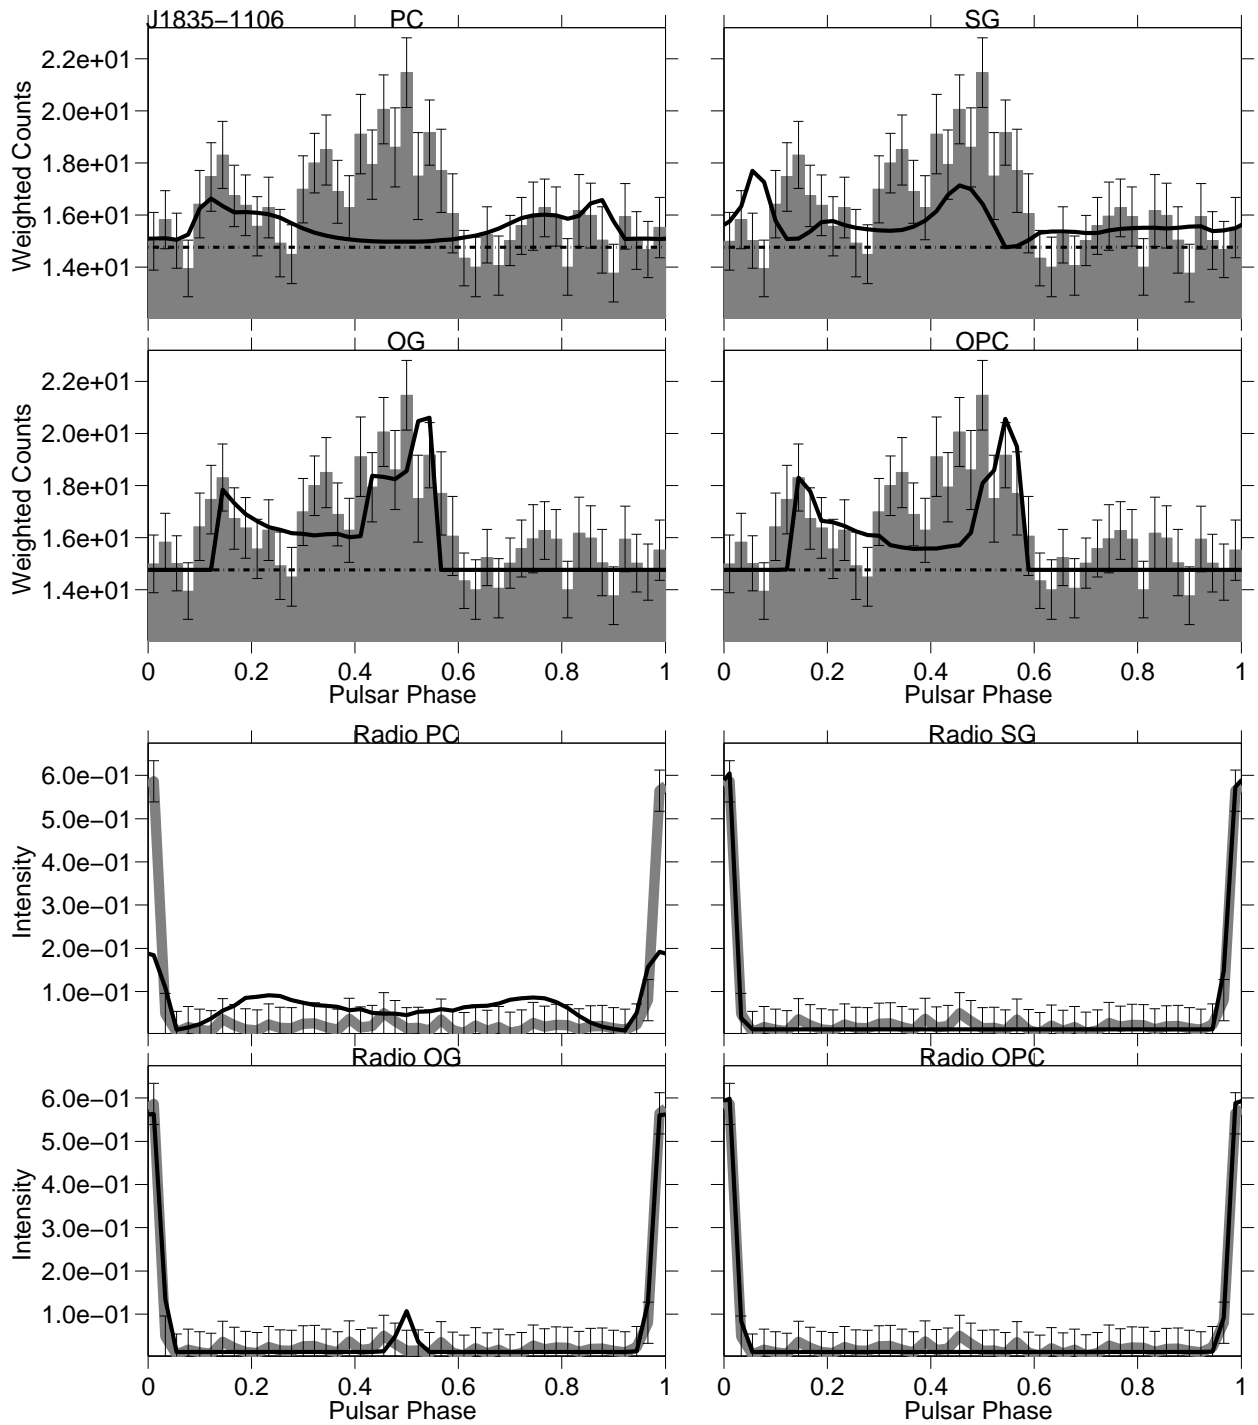 J1835−1106 PC SG
2.2e+01
2.0e+01
1.8e+01
1.6e+01
1.4e+01
Weighted Counts
OG OPC
2.2e+01
2.0e+01
1.8e+01
1.6e+01
1.4e+01
Weighted Counts
0 0.2 0.4 0.6 0.8 1 0 0.2 0.4 0.6 0.8 1
Pulsar Phase Pulsar Phase
Radio PC Radio SG
6.0e−01
5.0e−01
4.0e−01
3.0e−01
2.0e−01
1.0e−01
Intensity
Radio OG Radio OPC
6.0e−01
5.0e−01
4.0e−01
3.0e−01
2.0e−01
1.0e−01
Intensity
0 0.2 0.4 0.6 0.8 1 0 0.2 0.4 0.6 0.8 1
Pulsar Phase Pulsar Phase